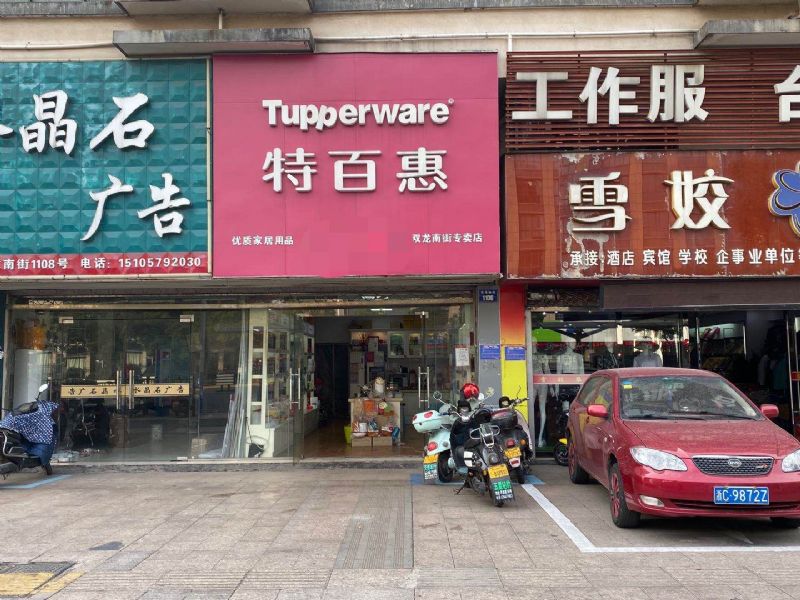 晶石
广告
南街1108号 电话：15105792030
Tupperware
特百惠
优质家居用品
双龙南街专卖店
工作服
雪姣
承接：酒店 宾馆 学校 企事业单位
1106
浙C·9872Z